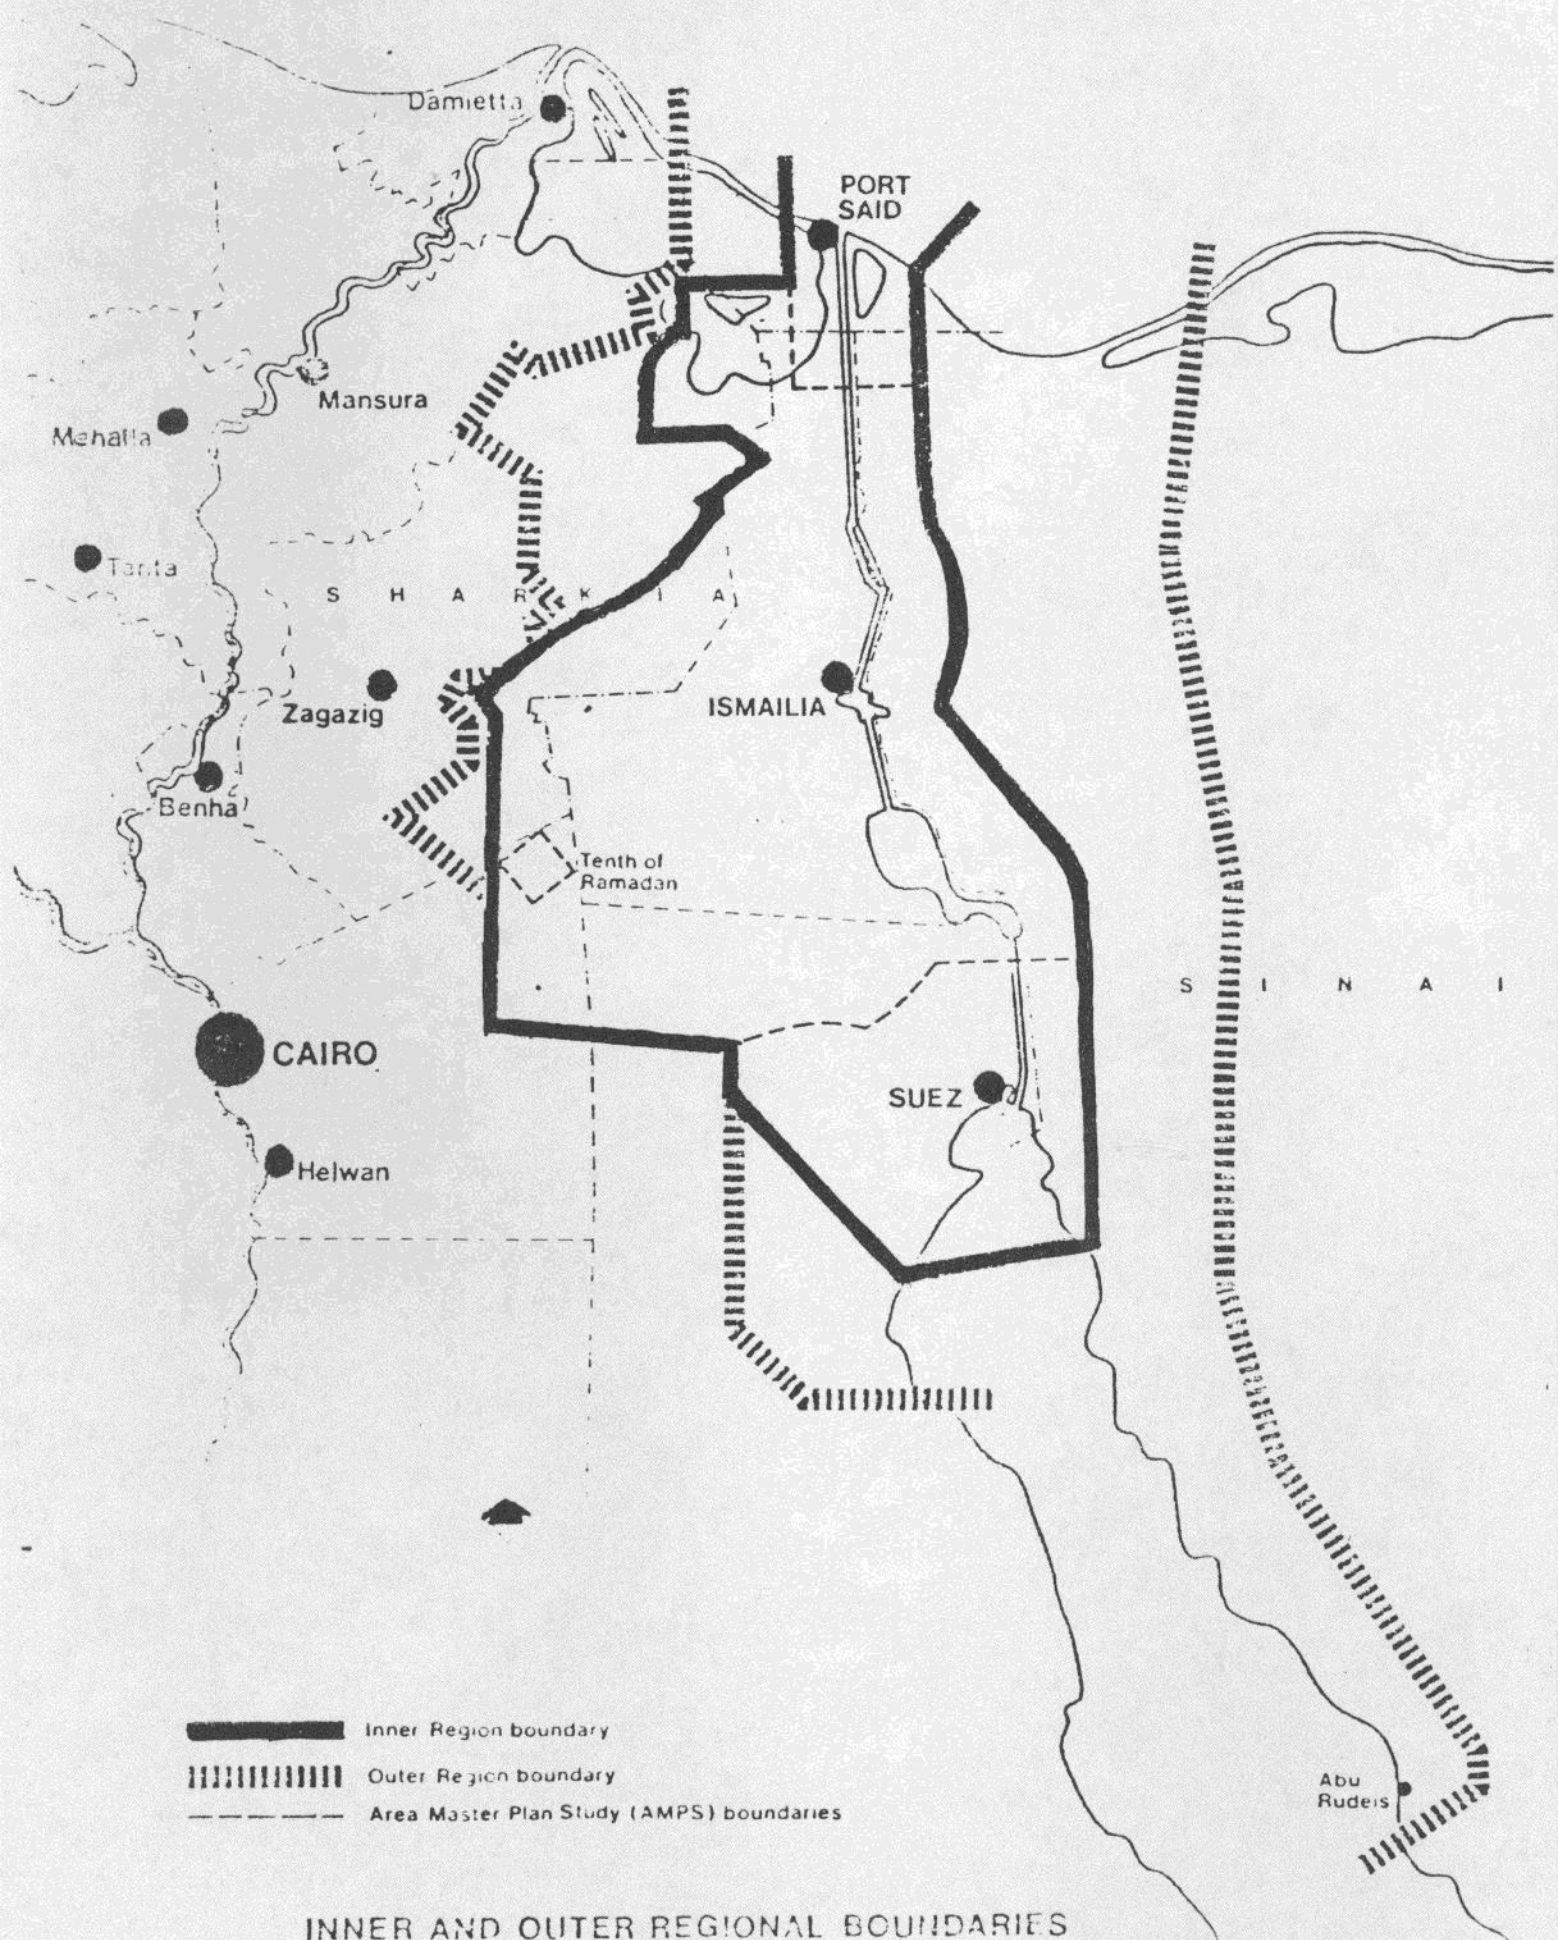 Damietta
PORT
SAID
Mansura
Mehalla
Tanta
S H A R K I A
Zagazig
ISMAILIA
Benha
Tenth of
Ramadan
S I N A I
CAIRO
SUEZ
Helwan
Inner Region boundary
Outer Region boundary
Area Master Plan Study (AMPS) boundaries
Abu
Rudeis
INNER AND OUTER REGIONAL BOUNDARIES